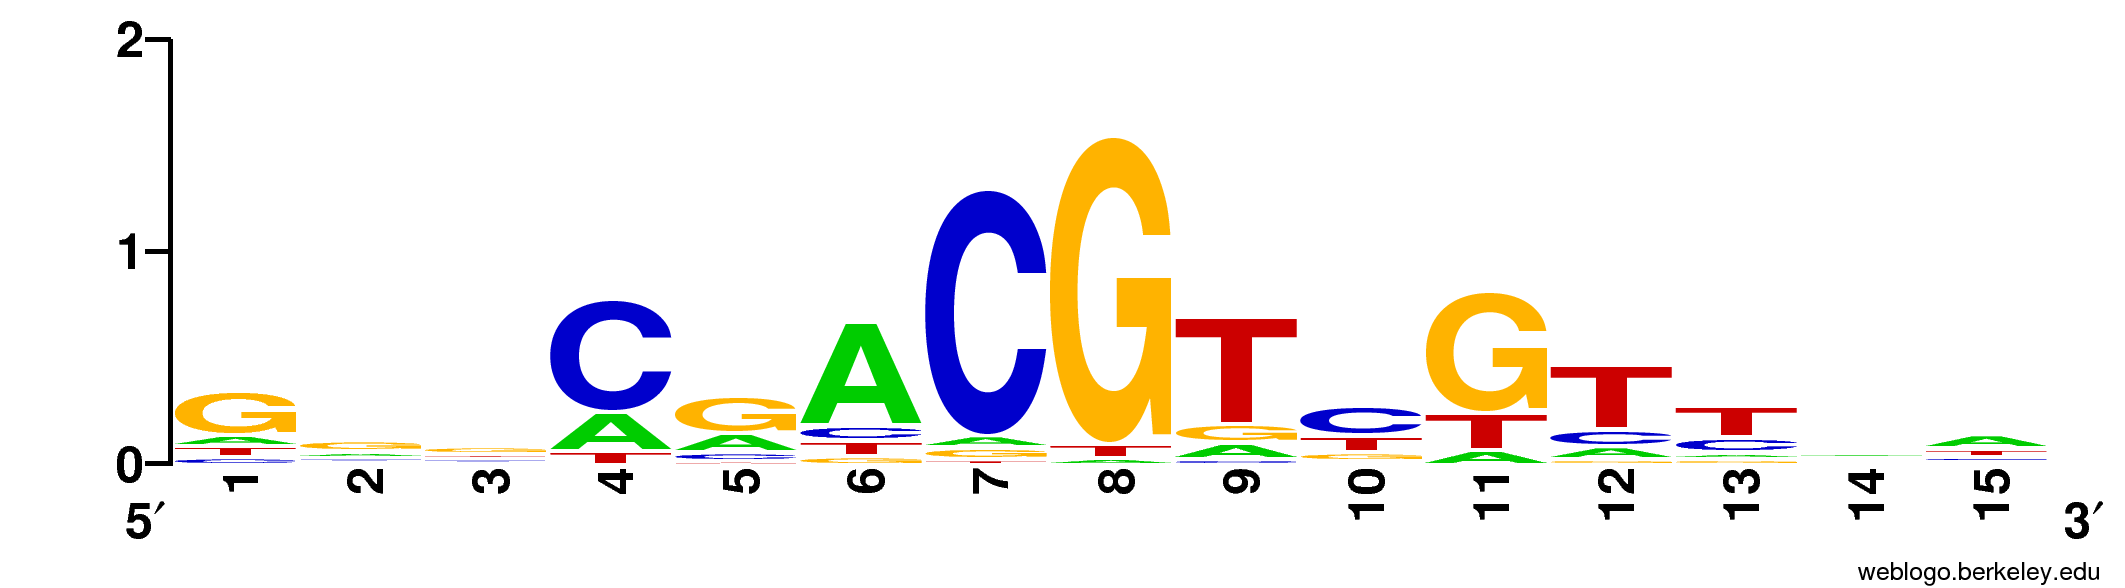 2
1
0
G G G C G A C G T C G T T A
A G A A C A G T G T T C C T
T A T T A T G A A G A A A
C C C C G T C G G
1 2 3 4 5 6 7 8 9 10 11 12 13 14 15
5′ 3′
weblogo.berkeley.edu